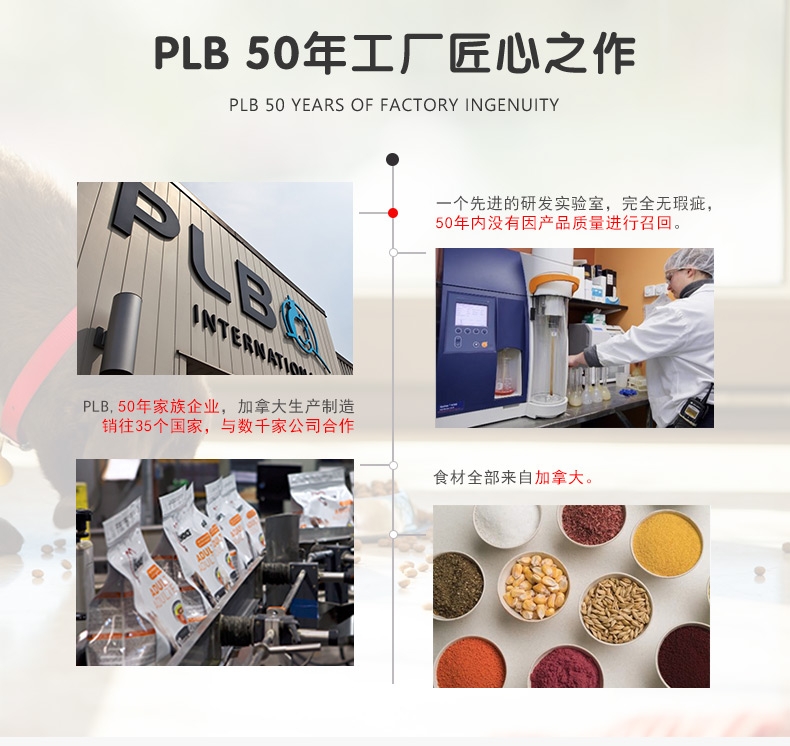 PLB 50年工厂匠心之作
PLB 50 YEARS OF FACTORY INGENUITY
PLB
INTERNATIONAL
一个先进的研发实验室，完全无瑕疵，
50年内没有因产品质量进行召回。
PLB, 50年家族企业，加拿大生产制造
销往35个国家，与数千家公司合作
ADULT
食材全部来自加拿大。